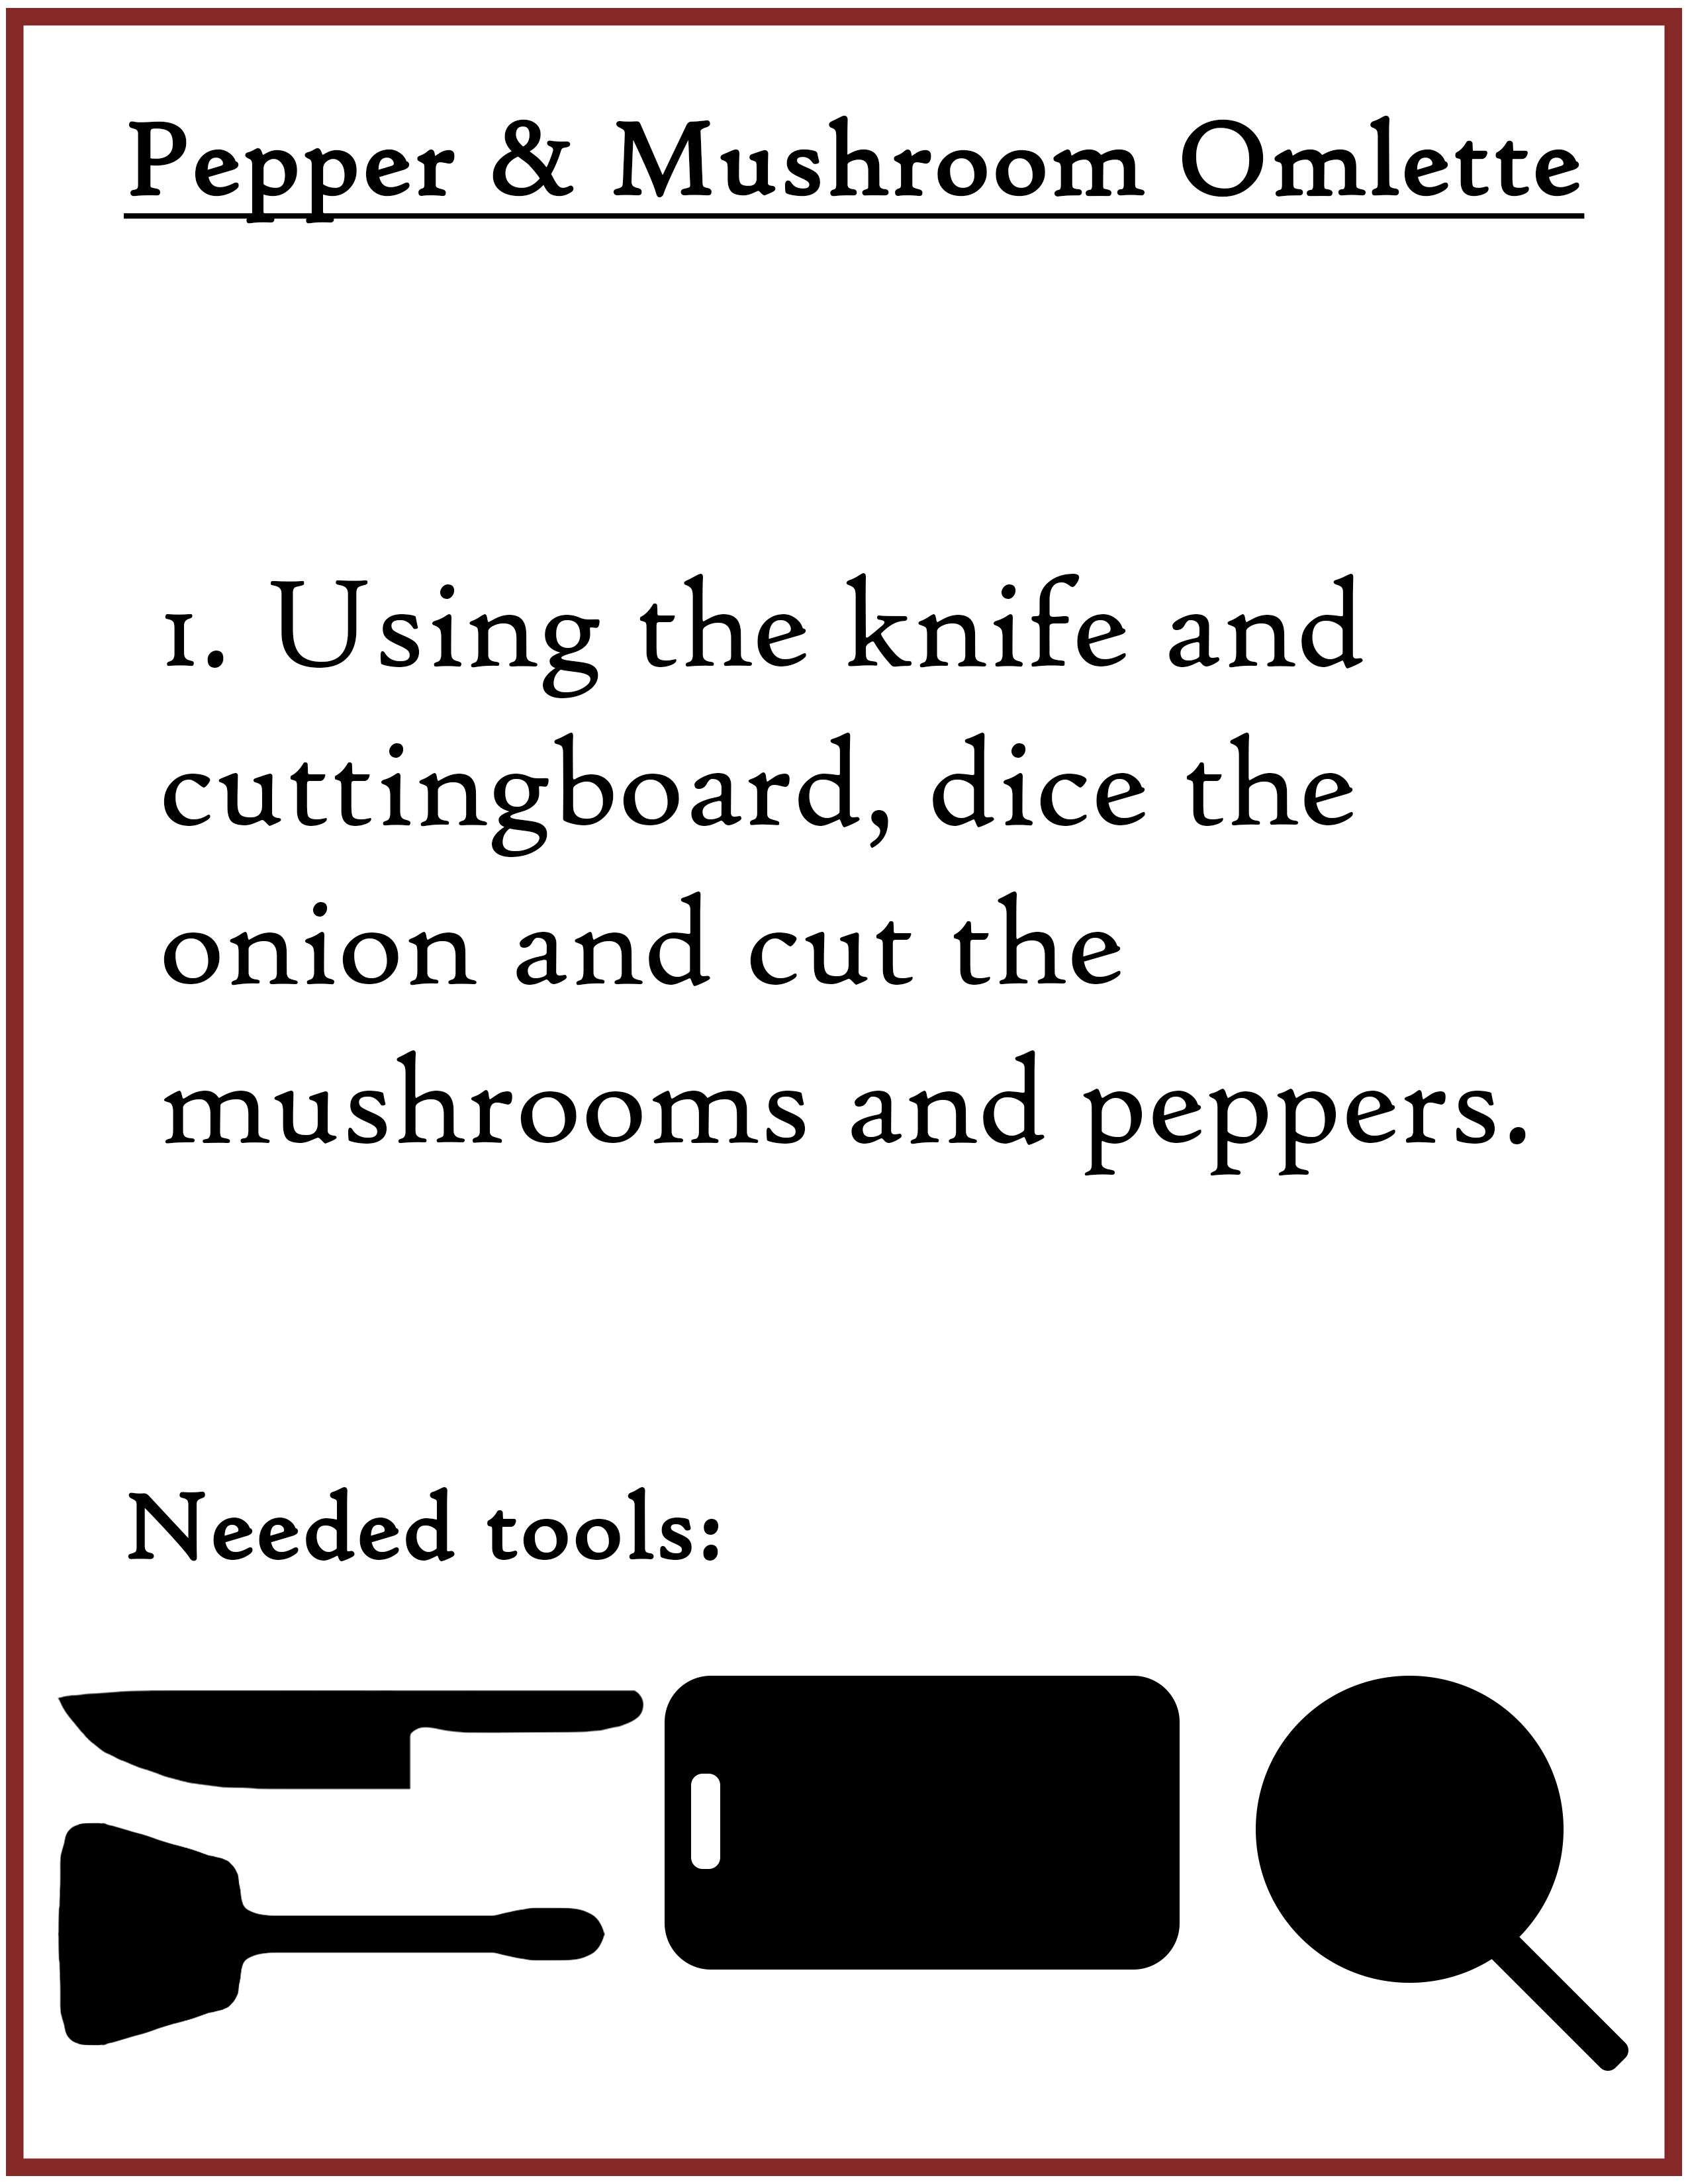 Pepper & Mushroom Omlette
1. Using the knife and
cuttingboard, dice the
onion and cut the
mushrooms and peppers.
Needed tools: